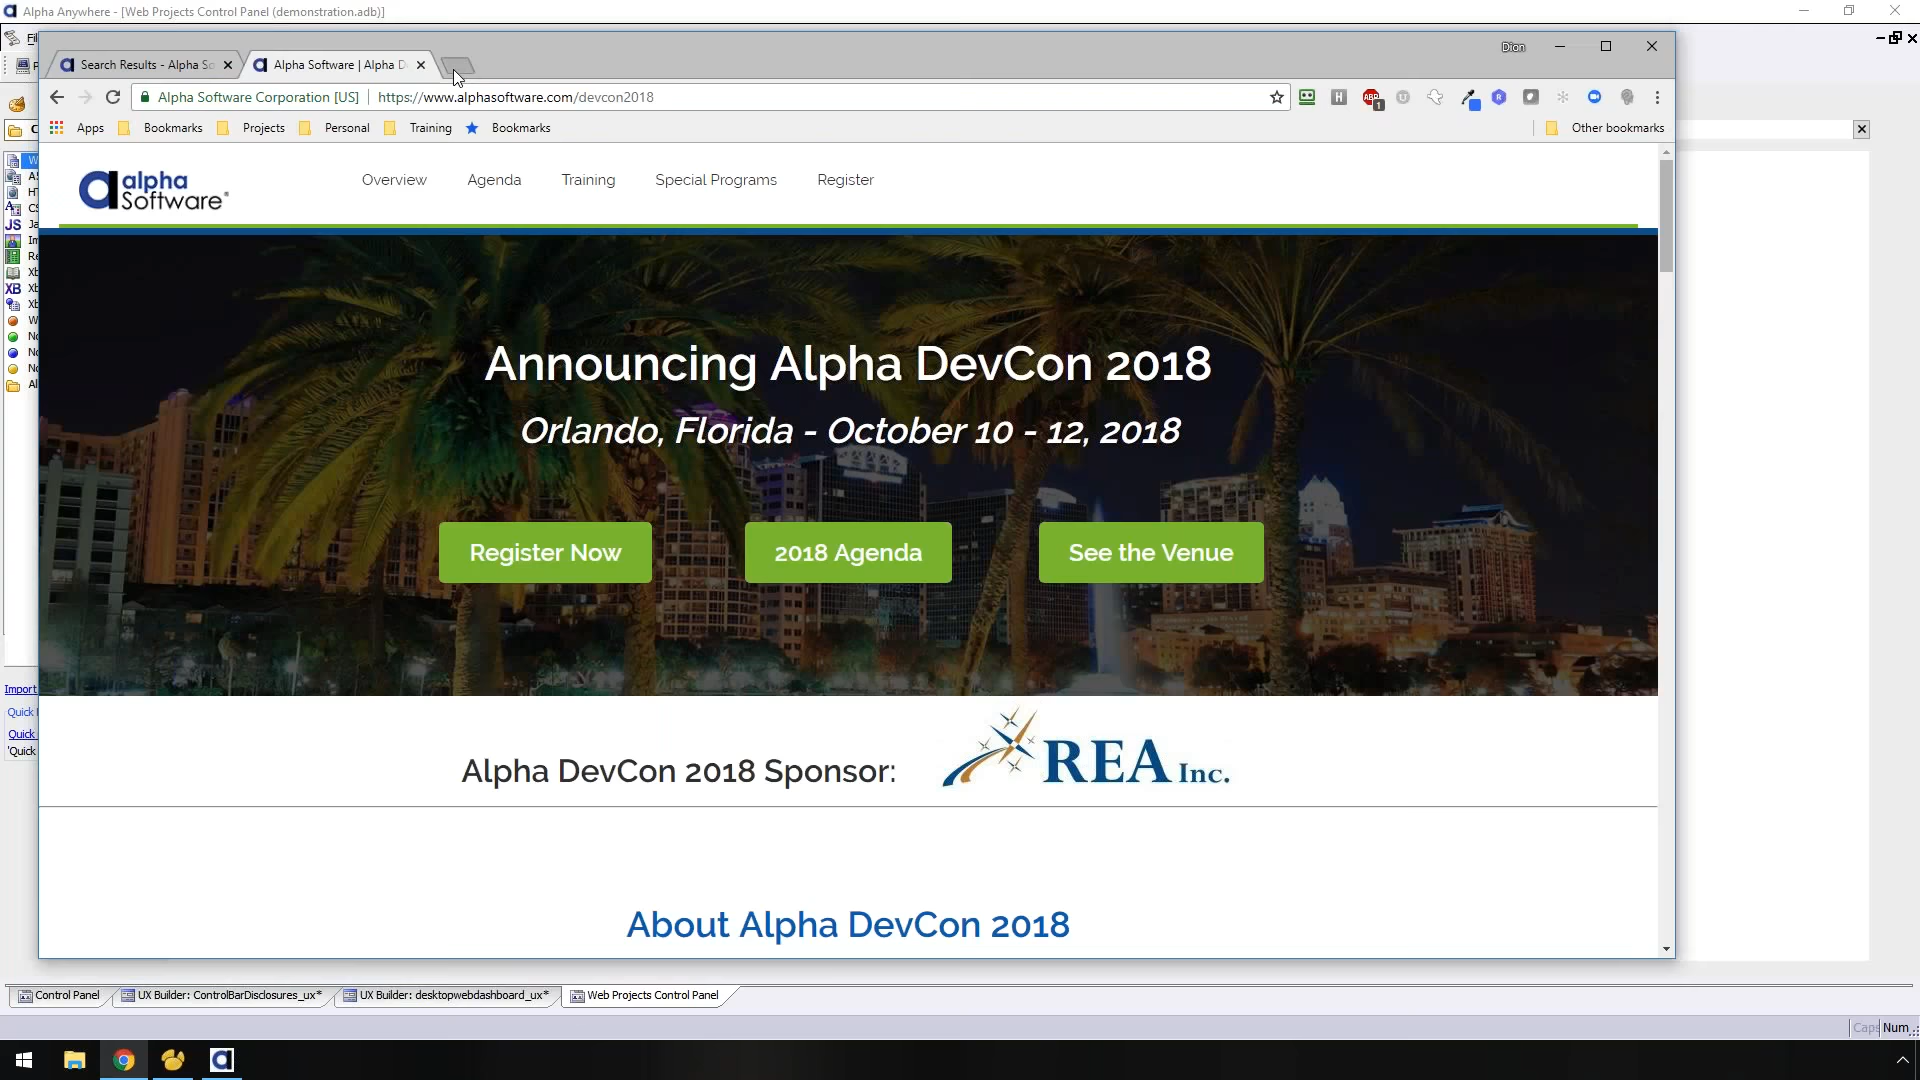 Alpha Anywhere - [Web Projects Control Panel (demonstration.adb)]
Dion
Search Results - Alpha So
Alpha Software | Alpha D
Alpha Software Corporation [US]
https://www.alphasoftware.com/devcon2018
ABP
1
Apps
Bookmarks
Projects
Personal
Training
Bookmarks
Other bookmarks
alpha
Software®
Overview
Agenda
Training
Special Programs
Register
Announcing Alpha DevCon 2018
Orlando, Florida - October 10 - 12, 2018
Register Now
2018 Agenda
See the Venue
Alpha DevCon 2018 Sponsor:
REA Inc.
About Alpha DevCon 2018
Import
Quick
Quick
'Quick
Control Panel
UX Builder: ControlBarDisclosures_ux*
UX Builder: desktopwebdashboard_ux*
Web Projects Control Panel
Caps
Num